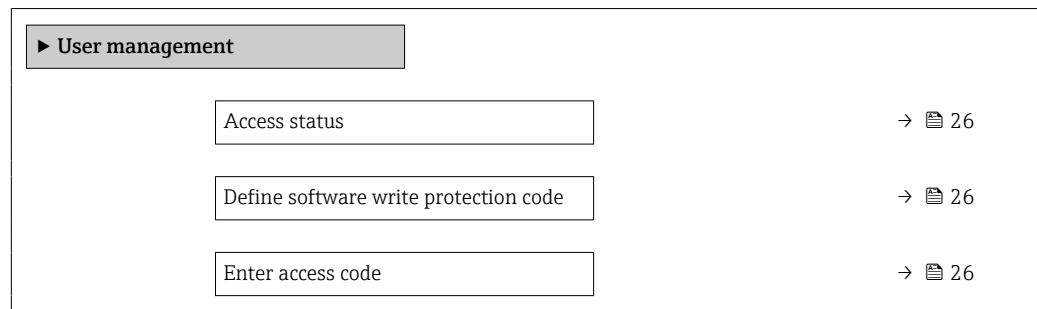 ▶ User management
Access status → 🖺 26
Define software write protection code → 🖺 26
Enter access code → 🖺 26